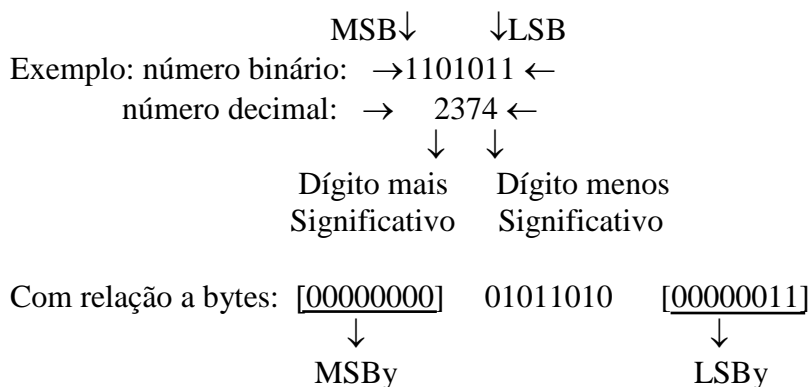 MSB↓ ↓LSB
Exemplo: número binário: →1101011 ←
número decimal: → 2374 ←
↓ ↓
Dígito mais Dígito menos
Significativo Significativo
Com relação a bytes: [00000000] 01011010 [00000011]
↓ ↓
MSBy LSBy